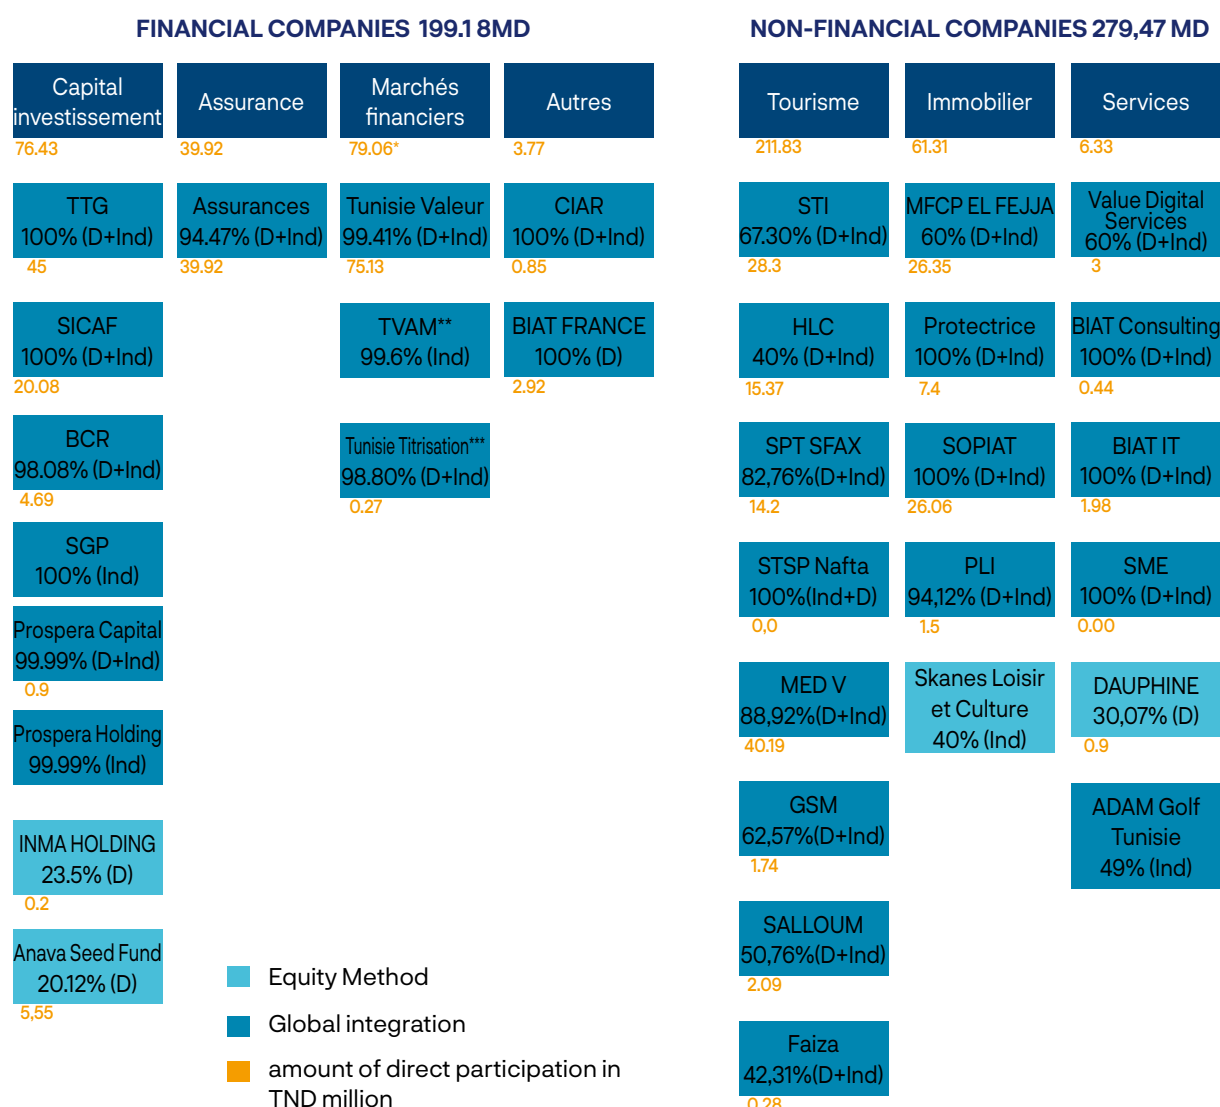 FINANCIAL COMPANIES 199.1 8MD
Capital
investissement
76.43
TTG
100% (D+Ind)
45
SICAF
100% (D+Ind)
20.08
BCR
98.08% (D+Ind)
4.69
SGP
100% (Ind)
Prospera Capital
99.99% (D+Ind)
0.9
Prospera Holding
99.99% (Ind)
INMA HOLDING
23.5% (D)
0.2
Anava Seed Fund
20.12% (D)
5,55
Assurance
39.92
Assurances
94.47% (D+Ind)
39.92
Marchés
financiers
79.06*
Tunisie Valeur
99.41% (D+Ind)
75.13
TVAM**
99.6% (Ind)
Tunisie Titrisation***
98.80% (D+Ind)
0.27
Autres
3.77
CIAR
100% (D+Ind)
0.85
BIAT FRANCE
100% (D)
2.92
Equity Method
Global integration
amount of direct participation in
TND million
NON-FINANCIAL COMPANIES 279,47 MD
Tourisme
211.83
STI
67.30% (D+Ind)
28.3
HLC
40% (D+Ind)
15.37
SPT SFAX
82,76%(D+Ind)
14.2
STSP Nafta
100%(Ind+D)
0,0
MED V
88,92%(D+Ind)
40.19
GSM
62,57%(D+Ind)
1.74
SALLOUM
50,76%(D+Ind)
2.09
Faiza
42,31%(D+Ind)
0.28
Immobilier
61.31
MFCP EL FEJJA
60% (D+Ind)
26.35
Protectrice
100% (D+Ind)
7.4
SOPIAT
100% (D+Ind)
26.06
PLI
94,12% (D+Ind)
1.5
Skanes Loisir
et Culture
40% (Ind)
Services
6.33
Value Digital
Services
60% (D+Ind)
3
BIAT Consulting
100% (D+Ind)
0.44
BIAT IT
100% (D+Ind)
1.98
SME
100% (D+Ind)
0.00
DAUPHINE
30,07% (D)
0.9
ADAM Golf
Tunisie
49% (Ind)